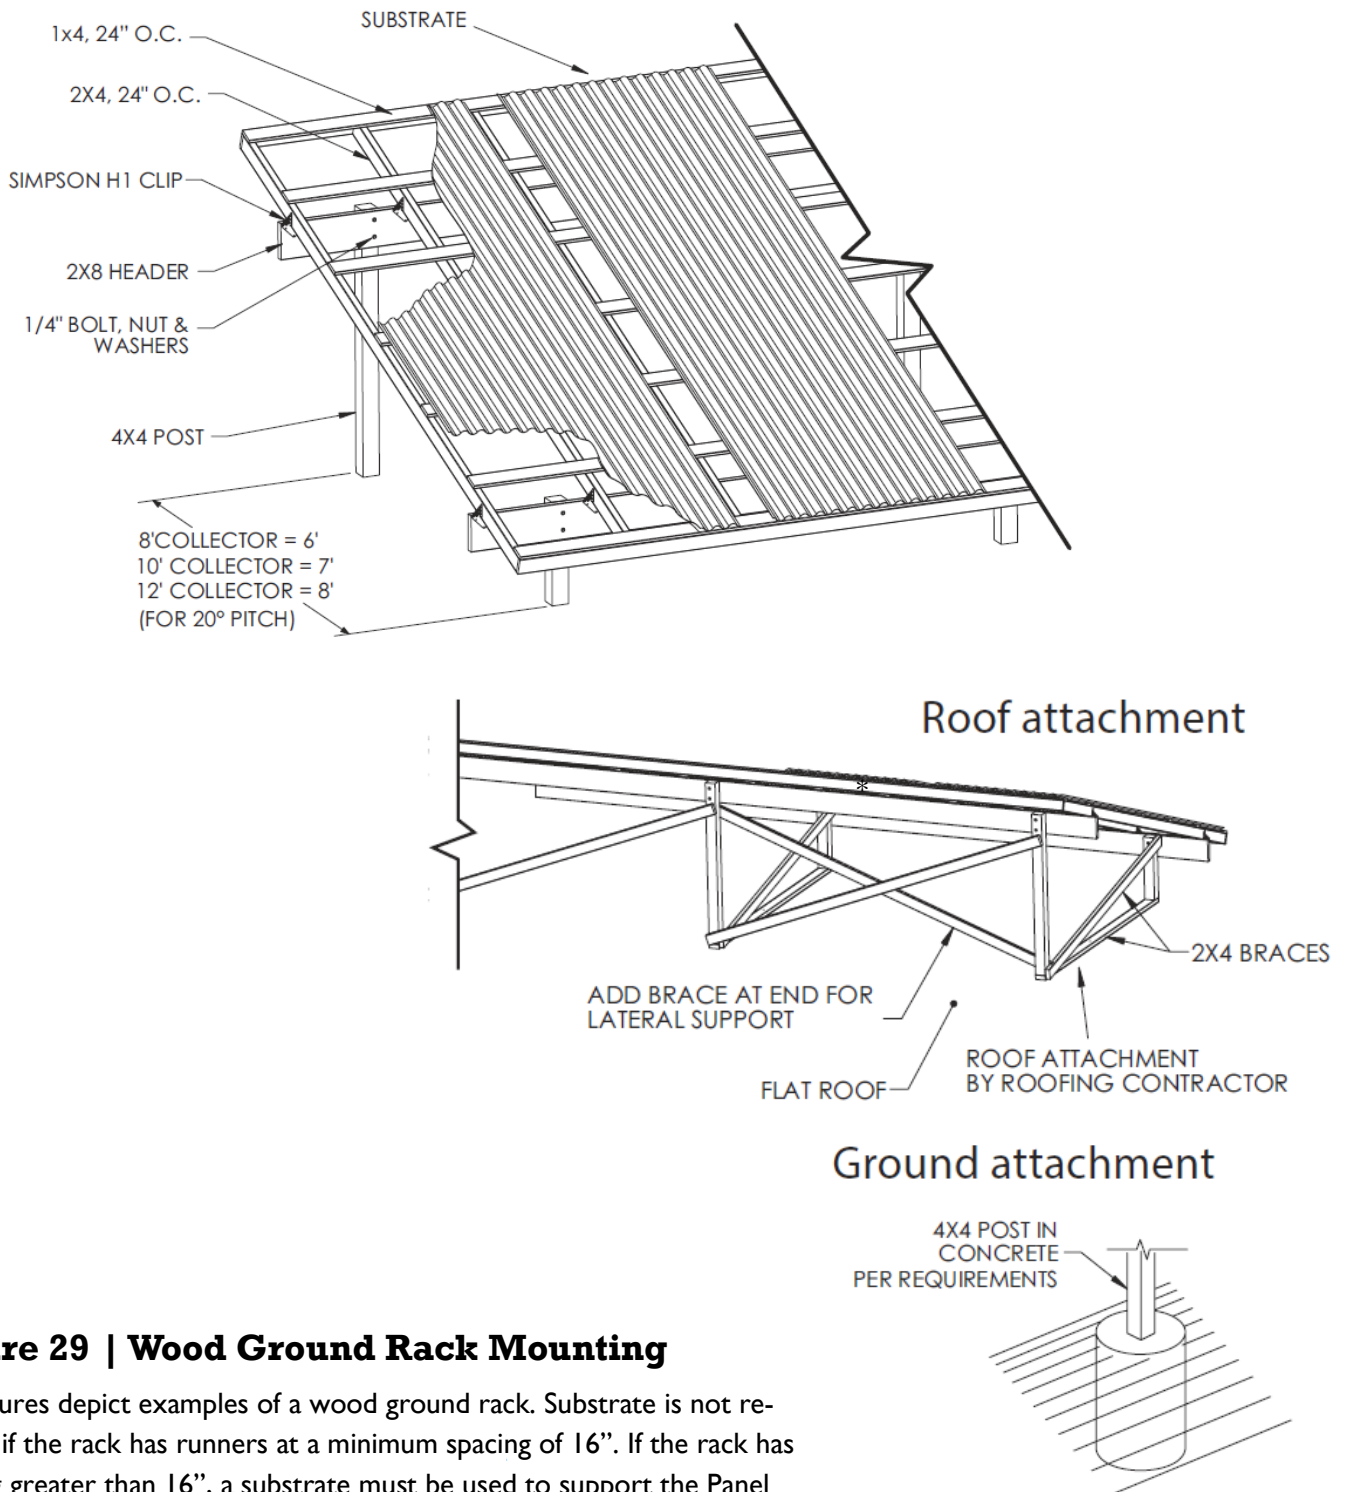 SUBSTRATE
1x4, 24" O.C.
2X4, 24" O.C.
SIMPSON H1 CLIP
2X8 HEADER
1/4" BOLT, NUT &
WASHERS
4X4 POST
8'COLLECTOR = 6'
10' COLLECTOR = 7'
12' COLLECTOR = 8'
(FOR 20° PITCH)
Roof attachment
*
2X4 BRACES
ADD BRACE AT END FOR
LATERAL SUPPORT
ROOF ATTACHMENT
BY ROOFING CONTRACTOR
FLAT ROOF
Ground attachment
4X4 POST IN
CONCRETE
PER REQUIREMENTS
re 29 | Wood Ground Rack Mounting
ures depict examples of a wood ground rack. Substrate is not re-
if the rack has runners at a minimum spacing of 16”. If the rack has
greater than 16”, a substrate must be used to support the Panel